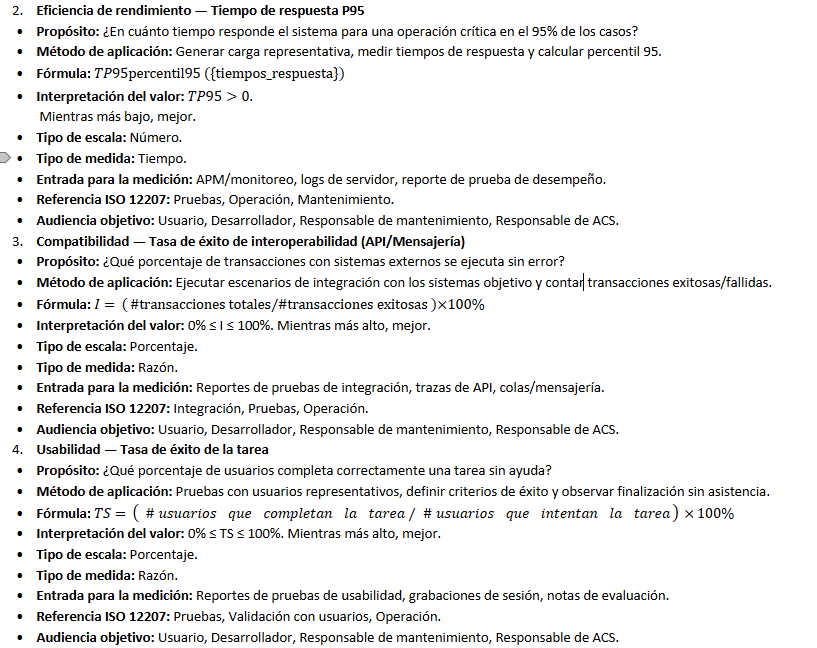 2. Eficiencia de rendimiento — Tiempo de respuesta P95
• Propósito: ¿En cuánto tiempo responde el sistema para una operación crítica en el 95% de los casos?
• Método de aplicación: Generar carga representativa, medir tiempos de respuesta y calcular percentil 95.
• Fórmula: TP95percentil95 ({tiempos_respuesta})
• Interpretación del valor: TP95 > 0.
Mientras más bajo, mejor.
• Tipo de escala: Número.
• Tipo de medida: Tiempo.
• Entrada para la medición: APM/monitoreo, logs de servidor, reporte de prueba de desempeño.
• Referencia ISO 12207: Pruebas, Operación, Mantenimiento.
• Audiencia objetivo: Usuario, Desarrollador, Responsable de mantenimiento, Responsable de ACS.
3. Compatibilidad — Tasa de éxito de interoperabilidad (API/Mensajería)
• Propósito: ¿Qué porcentaje de transacciones con sistemas externos se ejecuta sin error?
• Método de aplicación: Ejecutar escenarios de integración con los sistemas objetivo y contar transacciones exitosas/fallidas.
• Fórmula: I = ( #transacciones totales/#transacciones exitosas )×100%
• Interpretación del valor: 0% ≤ I ≤ 100%. Mientras más alto, mejor.
• Tipo de escala: Porcentaje.
• Tipo de medida: Razón.
• Entrada para la medición: Reportes de pruebas de integración, trazas de API, colas/mensajería.
• Referencia ISO 12207: Integración, Pruebas, Operación.
• Audiencia objetivo: Usuario, Desarrollador, Responsable de mantenimiento, Responsable de ACS.
4. Usabilidad — Tasa de éxito de la tarea
• Propósito: ¿Qué porcentaje de usuarios completa correctamente una tarea sin ayuda?
• Método de aplicación: Pruebas con usuarios representativos, definir criterios de éxito y observar finalización sin asistencia.
• Fórmula: TS = ( # usuarios que completan la tarea / # usuarios que intentan la tarea) × 100%
• Interpretación del valor: 0% ≤ TS ≤ 100%. Mientras más alto, mejor.
• Tipo de escala: Porcentaje.
• Tipo de medida: Razón.
• Entrada para la medición: Reportes de pruebas de usabilidad, grabaciones de sesión, notas de evaluación.
• Referencia ISO 12207: Pruebas, Validación con usuarios, Operación.
• Audiencia objetivo: Usuario, Desarrollador, Responsable de mantenimiento, Responsable de ACS.